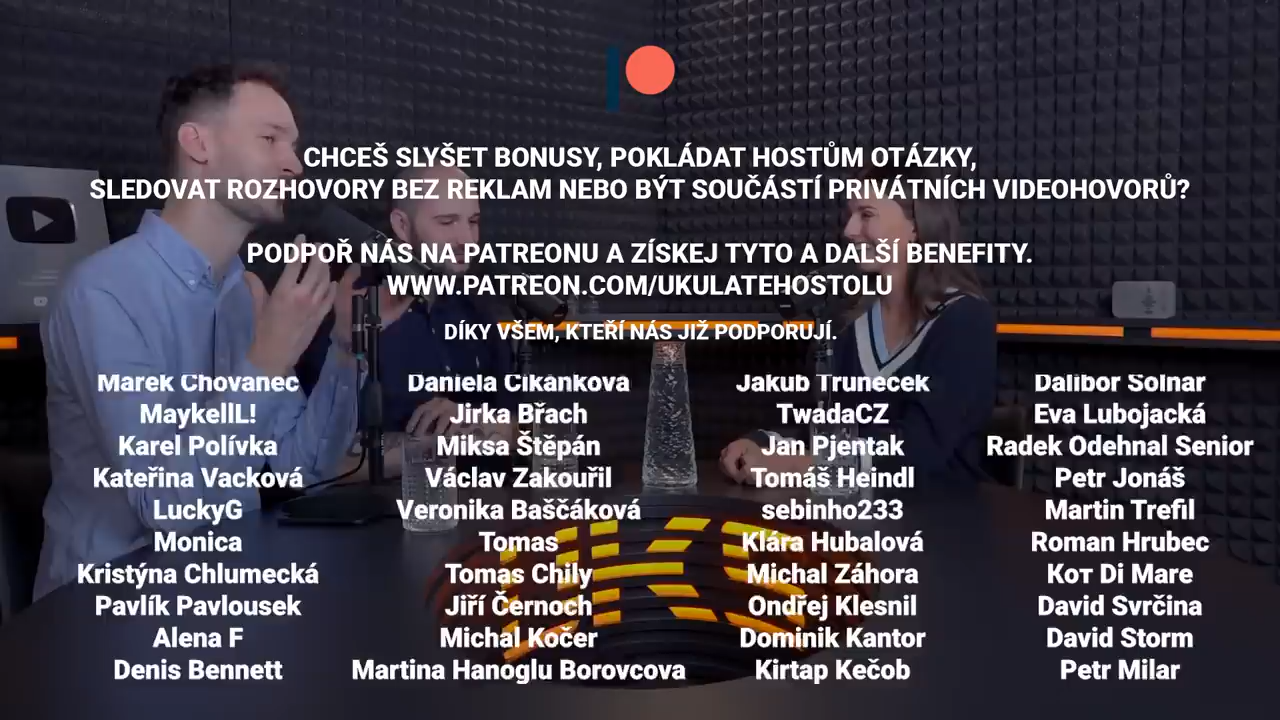 CHCEŠ SLYŠET BONUSY, POKLÁDAT HOSTŮM OTÁZKY,
SLEDOVAT ROZHOVORY BEZ REKLAM NEBO BÝT SOUČÁSTÍ PRIVÁTNÍCH VIDEOHOVORŮ?
PODPOŘ NÁS NA PATREONU A ZÍSKEJ TYTO A DALŠÍ BENEFITY.
WWW.PATREON.COM/UKULATEHOSTOLU
DÍKY VŠEM, KTEŘÍ NÁS JIŽ PODPORUJÍ.
Marek Chovanec Daniela Cikánková Jakub Truneček Dalibor Solnař
MaykellL! Jirka Břach TwadaCZ Eva Lubojacká
Karel Polívka Miksa Štěpán Jan Pjentak Radek Odehnal Senior
Kateřina Vacková Václav Zakouřil Tomáš Heindl Petr Jonáš
LuckyG Veronika Baščáková sebinho233 Martin Trefil
Monica Tomas Klára Hubalová Roman Hrubec
Kristýna Chlumecká Tomas Chily Michal Záhora Кот Di Mare
Pavlík Pavlousek Jiří Černoch Ondřej Klesnil David Svrčina
Alena F Michal Kočer Dominik Kantor David Storm
Denis Bennett Martina Hanoglu Borovcova Kirtap Kečob Petr Milar
UKS